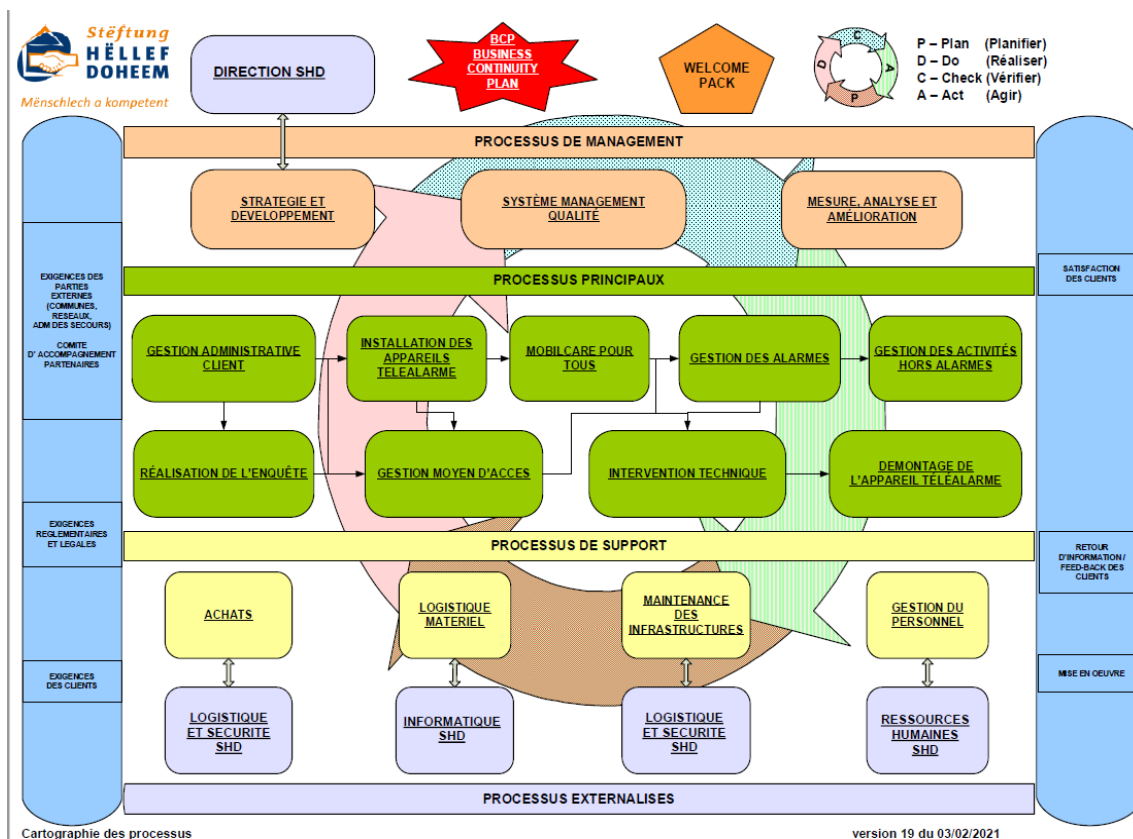 Stëftung
HËLLEF
DOHEEM
Mënschlech a kompetent
DIRECTION SHD
BCP
BUSINESS
CONTINUITY
PLAN
WELCOME
PACK
C
D
A
P
P – Plan (Planifier)
D – Do (Réaliser)
C – Check (Vérifier)
A – Act (Agir)
PROCESSUS DE MANAGEMENT
STRATEGIE ET
DEVELOPPEMENT
SYSTÈME MANAGEMENT
QUALITÉ
MESURE, ANALYSE ET
AMÉLIORATION
EXIGENCES DES
PARTIES
EXTERNES
(COMMUNES,
RESEAUX,
ADM DES SECOURS)
COMITE
D' ACCOMPAGNEMENT
PARTENAIRES
SATISFACTION
DES CLIENTS
PROCESSUS PRINCIPAUX
GESTION ADMINISTRATIVE
CLIENT
INSTALLATION DES
APPAREILS
TELEALARME
MOBILCARE POUR
TOUS
GESTION DES ALARMES
GESTION DES ACTIVITÉS
HORS ALARMES
RÉALISATION DE L'ENQUÊTE
GESTION MOYEN D'ACCES
INTERVENTION TECHNIQUE
DEMONTAGE DE
L'APPAREIL TÉLÉALARME
EXIGENCES
REGLEMENTAIRES
ET LEGALES
PROCESSUS DE SUPPORT
RETOUR
D'INFORMATION /
FEED-BACK DES
CLIENTS
ACHATS
LOGISTIQUE
MATERIEL
MAINTENANCE
DES
INFRASTRUCTURES
GESTION DU
PERSONNEL
EXIGENCES
DES CLIENTS
MISE EN OEUVRE
LOGISTIQUE
ET SECURITE
SHD
INFORMATIQUE
SHD
LOGISTIQUE
ET SECURITE
SHD
RESSOURCES
HUMAINES
SHD
PROCESSUS EXTERNALISES
Cartographie des processus
version 19 du 03/02/2021